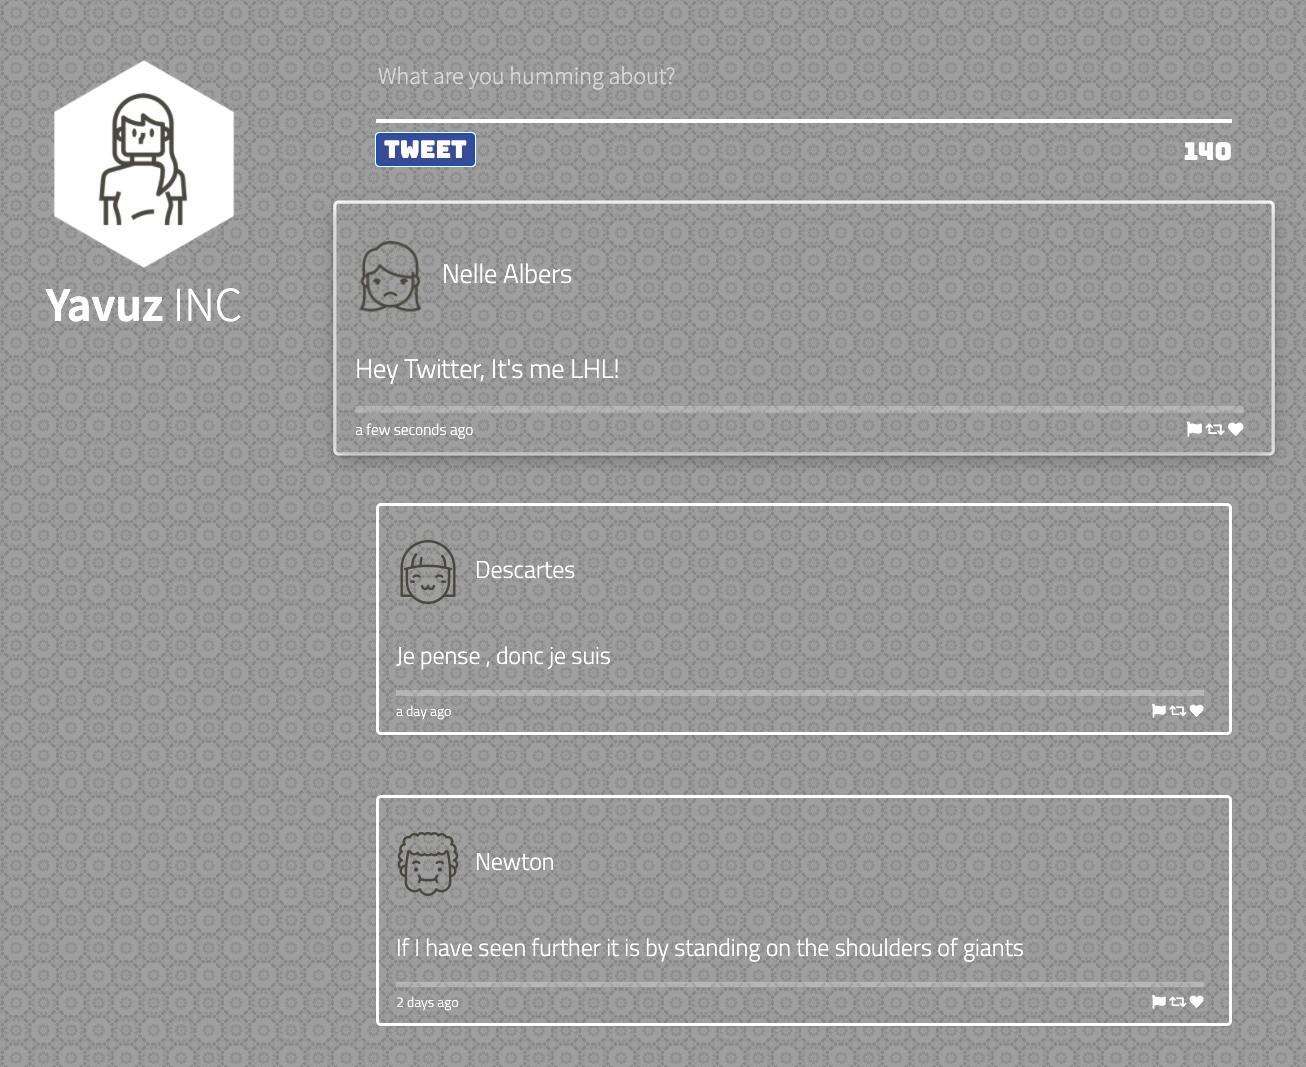 What are you humming about?
TWEET
140
Yavuz INC
Nelle Albers
Hey Twitter, It's me LHL!
a few seconds ago
Descartes
Je pense , donc je suis
a day ago
Newton
If I have seen further it is by standing on the shoulders of giants
2 days ago